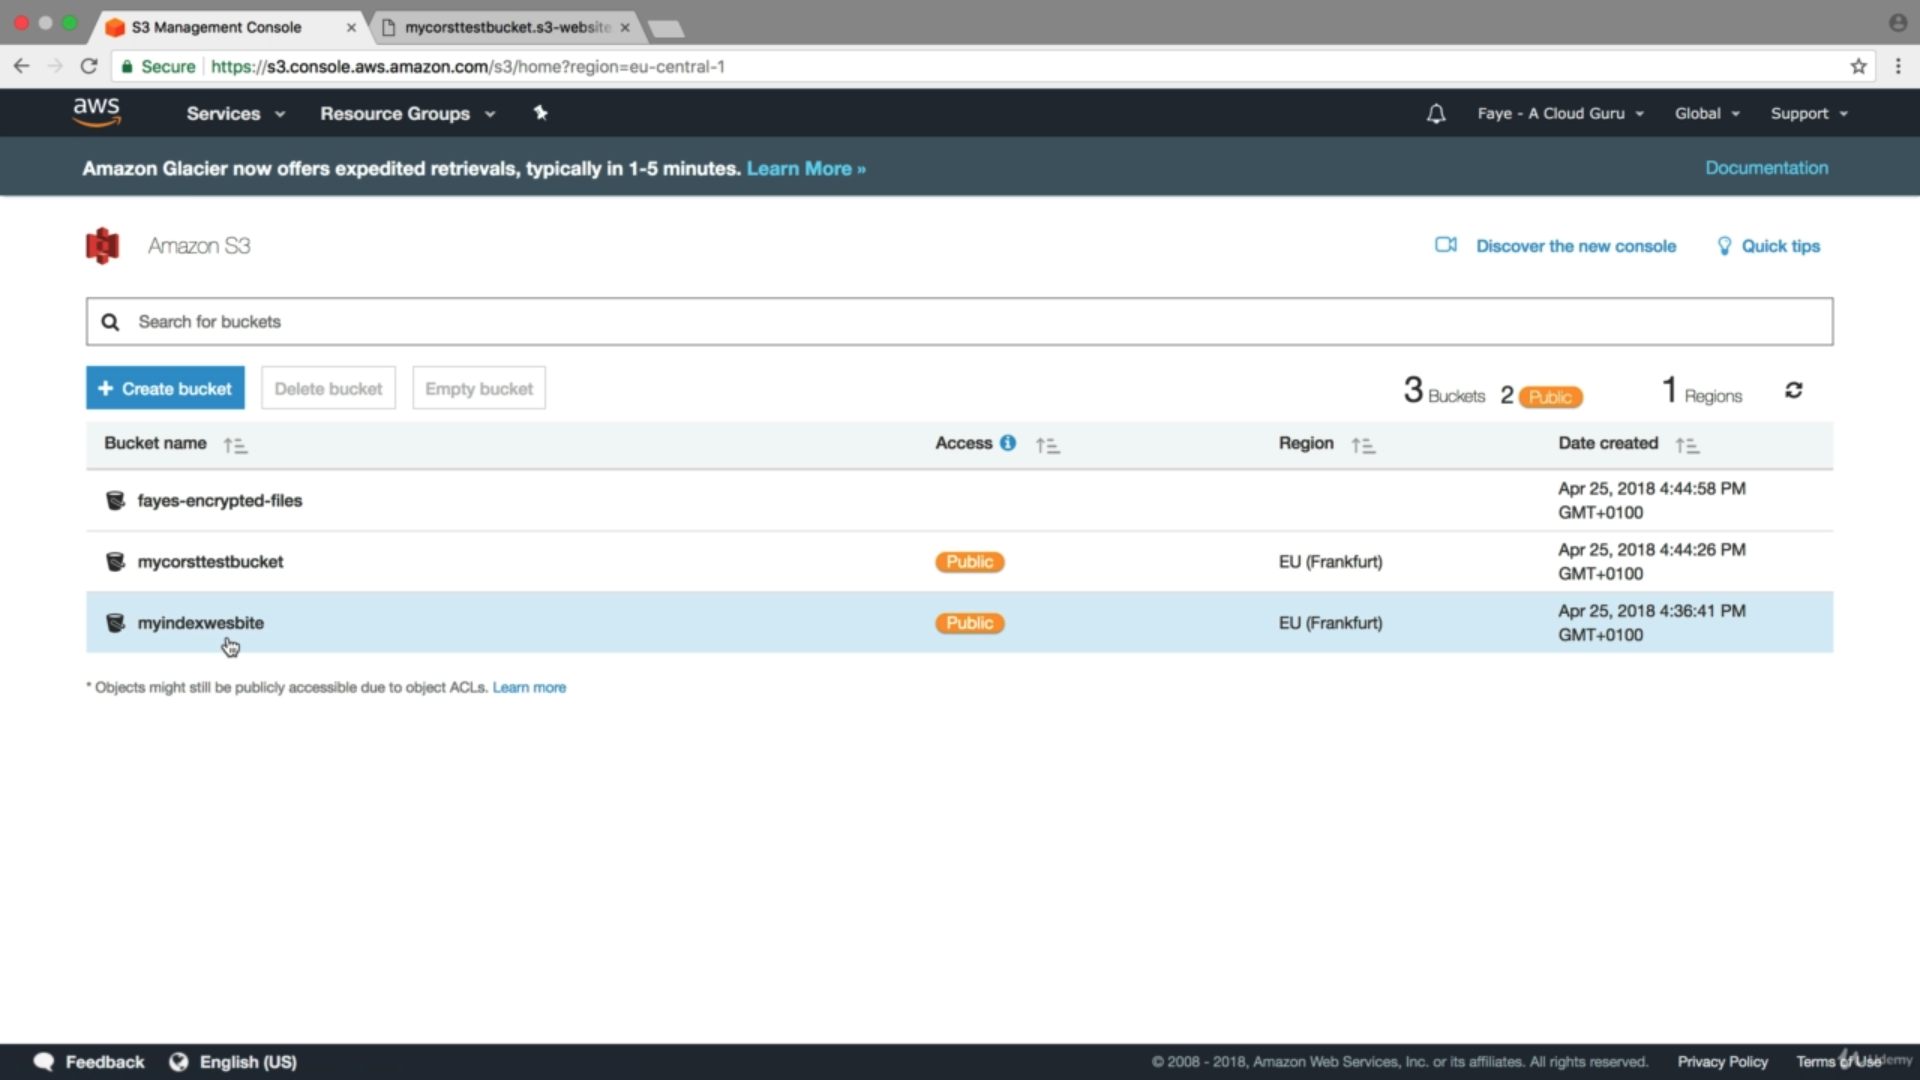 S3 Management Console
mycorsttestbucket.s3-website
Secure https://s3.console.aws.amazon.com/s3/home?region=eu-central-1
aws Services Resource Groups Faye - A Cloud Guru Global Support
Amazon Glacier now offers expedited retrievals, typically in 1-5 minutes. Learn More » Documentation
Amazon S3 Discover the new console Quick tips
Search for buckets
+ Create bucket Delete bucket Empty bucket 3 Buckets 2 Public 1 Regions
Bucket name Access Region Date created
fayes-encrypted-files Apr 25, 2018 4:44:58 PM
GMT+0100
mycorsttestbucket Public EU (Frankfurt) Apr 25, 2018 4:44:26 PM
GMT+0100
myindexwesbite Public EU (Frankfurt) Apr 25, 2018 4:36:41 PM
GMT+0100
* Objects might still be publicly accessible due to object ACLs. Learn more
Feedback English (US) © 2008 - 2018, Amazon Web Services, Inc. or its affiliates. All rights reserved. Privacy Policy Terms of Use